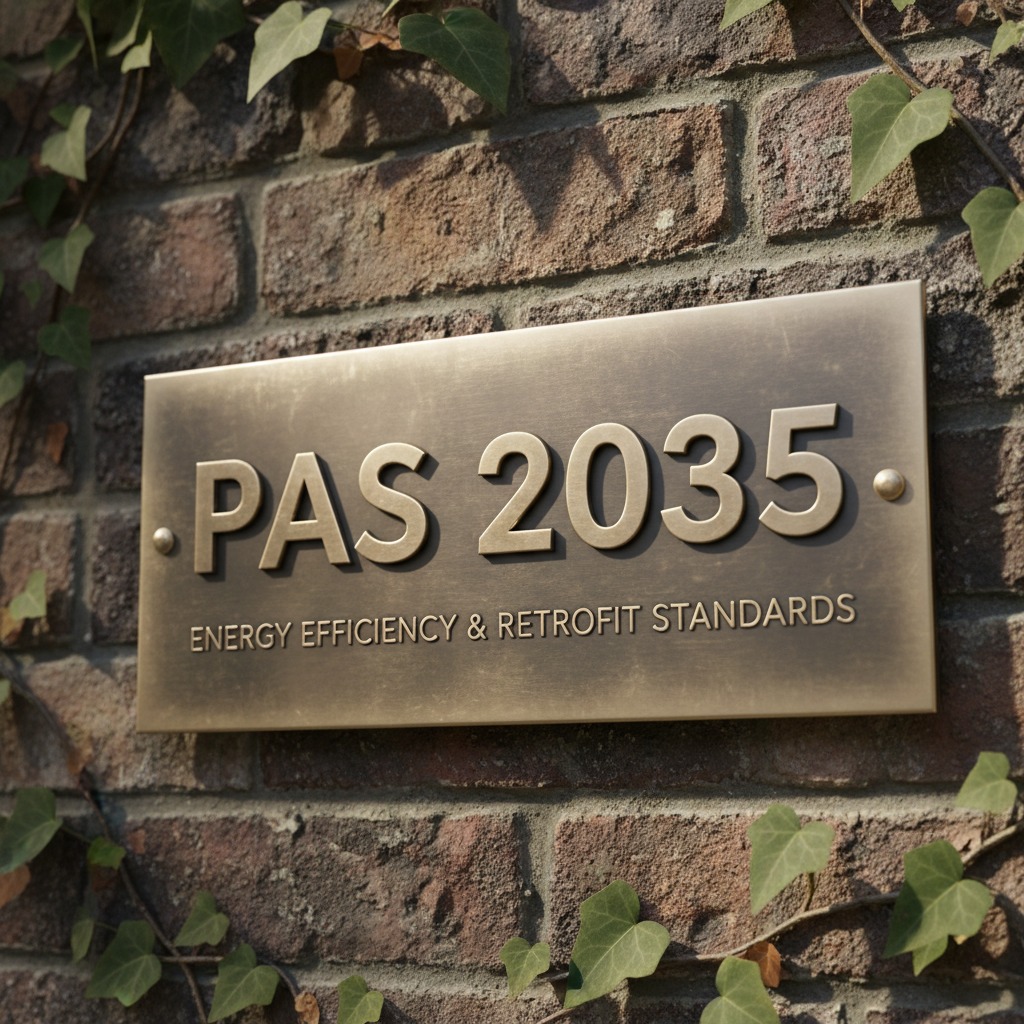 PAS 2035
ENERGY EFFICIENCY & RETROFIT STANDARDS